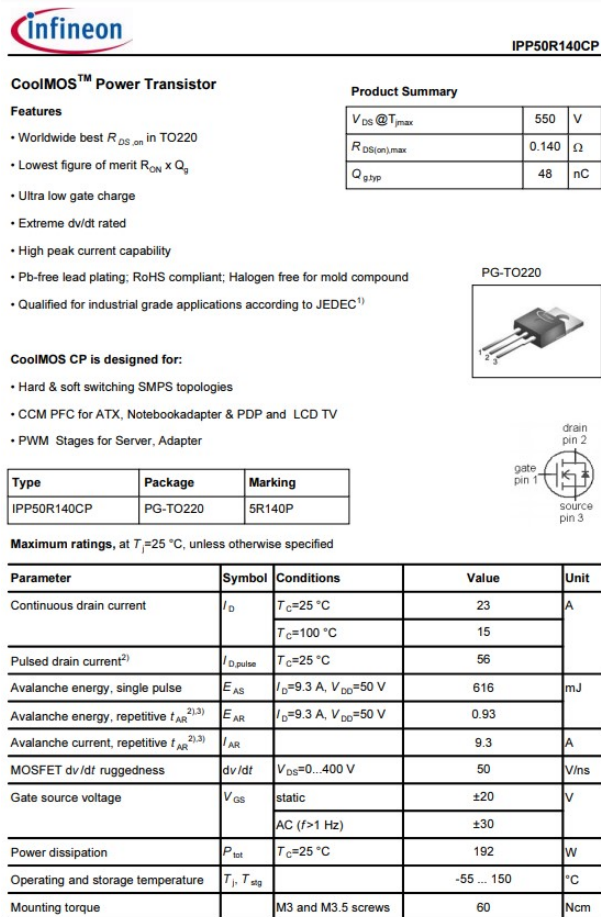 infineon
IPP50R140CP
CoolMOS™ Power Transistor
Product Summary
V DS @Tjmax 550 V
R DS(on),max 0.140 Ω
Q g,typ 48 nC
Features
• Worldwide best R DS,on in TO220
• Lowest figure of merit RON x Qg
• Ultra low gate charge
• Extreme dv/dt rated
• High peak current capability
• Pb-free lead plating; RoHS compliant; Halogen free for mold compound
• Qualified for industrial grade applications according to JEDEC1)
PG-TO220
1 2 3
CoolMOS CP is designed for:
• Hard & soft switching SMPS topologies
• CCM PFC for ATX, Notebookadapter & PDP and LCD TV
• PWM Stages for Server, Adapter
drain
pin 2
gate
pin 1
source
pin 3
Type Package Marking
IPP50R140CP PG-TO220 5R140P
Maximum ratings, at T j=25 °C, unless otherwise specified
Parameter Symbol Conditions Value Unit
Continuous drain current I D T C=25 °C 23 A
T C=100 °C 15
Pulsed drain current2) I D,pulse T C=25 °C 56
Avalanche energy, single pulse E AS I D=9.3 A, V DD=50 V 616 mJ
Avalanche energy, repetitive t AR 2),3) E AR I D=9.3 A, V DD=50 V 0.93
Avalanche current, repetitive t AR 2),3) I AR 9.3 A
MOSFET dv/dt ruggedness dv/dt V DS=0...400 V 50 V/ns
Gate source voltage V GS static ±20 V
AC (f>1 Hz) ±30
Power dissipation P tot T C=25 °C 192 W
Operating and storage temperature T j, T stg -55 ... 150 °C
Mounting torque M3 and M3.5 screws 60 Ncm